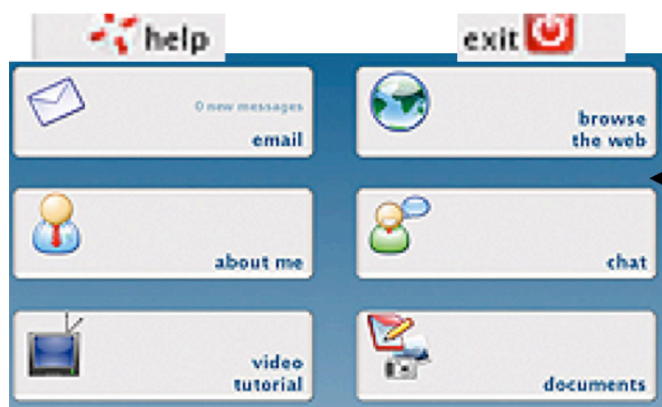 help
exit
0 new messages
email
browse
the web
about me
chat
video
tutorial
documents